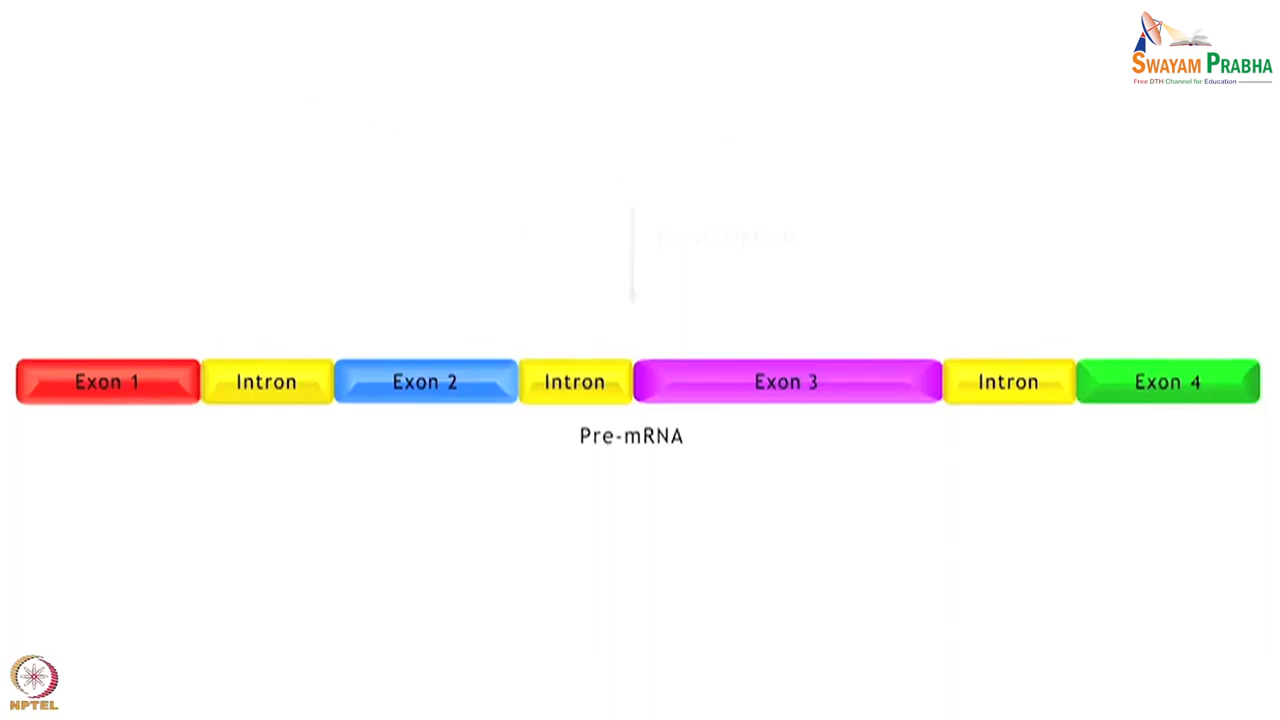 SWAYAM PRABHA
Free DTH Channel for Education
Exon 1 Intron Exon 2 Intron Exon 3 Intron Exon 4
Pre-mRNA
NPTEL